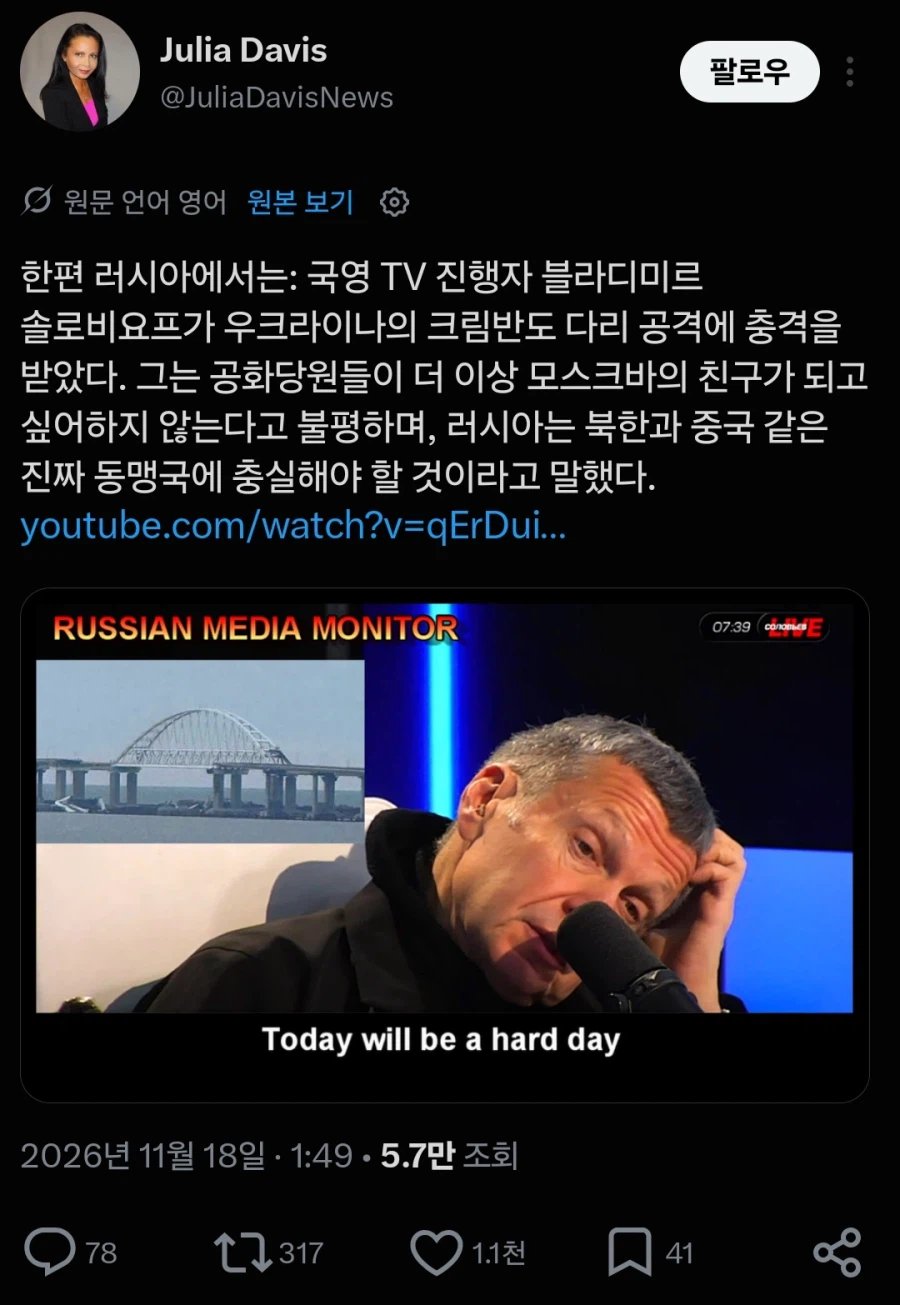 Julia Davis
@JuliaDavisNews
팔로우
원문 언어 영어 원본 보기
한편 러시아에서는: 국영 TV 진행자 블라디미르
솔로비요프가 우크라이나의 크림반도 다리 공격에 충격을
받았다. 그는 공화당원들이 더 이상 모스크바의 친구가 되고
싶어하지 않는다고 불평하며, 러시아는 북한과 중국 같은
진짜 동맹국에 충실해야 할 것이라고 말했다.
youtube.com/watch?v=qErDui...
RUSSIAN MEDIA MONITOR
07:39 СОЛОВЬЁВ LIVE
Today will be a hard day
2026년 11월 18일 · 1:49 • 5.7만 조회
78 317 1.1천 41